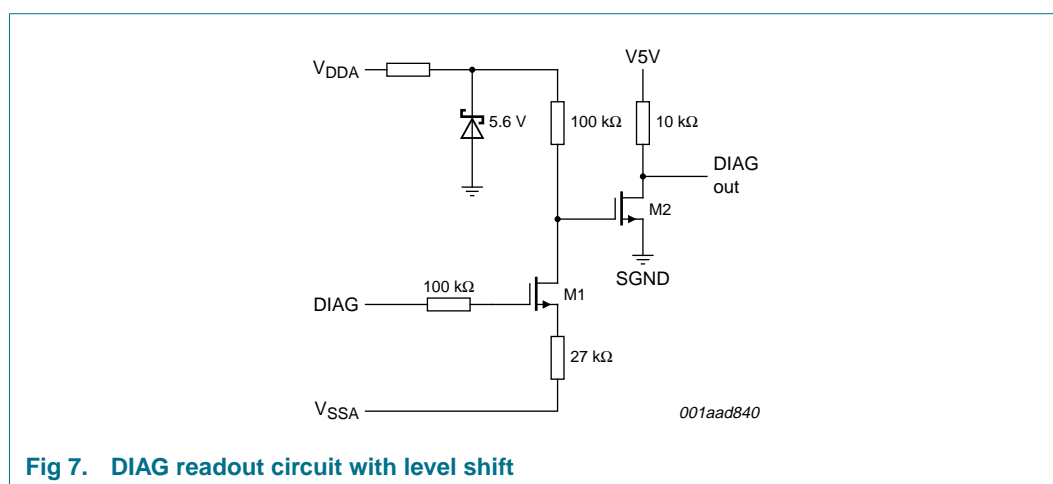 V5V
VDDA
5.6 V
100 kΩ
10 kΩ
DIAG
out
M2
SGND
100 kΩ
DIAG
M1
27 kΩ
VSSA
001aad840
Fig 7. DIAG readout circuit with level shift